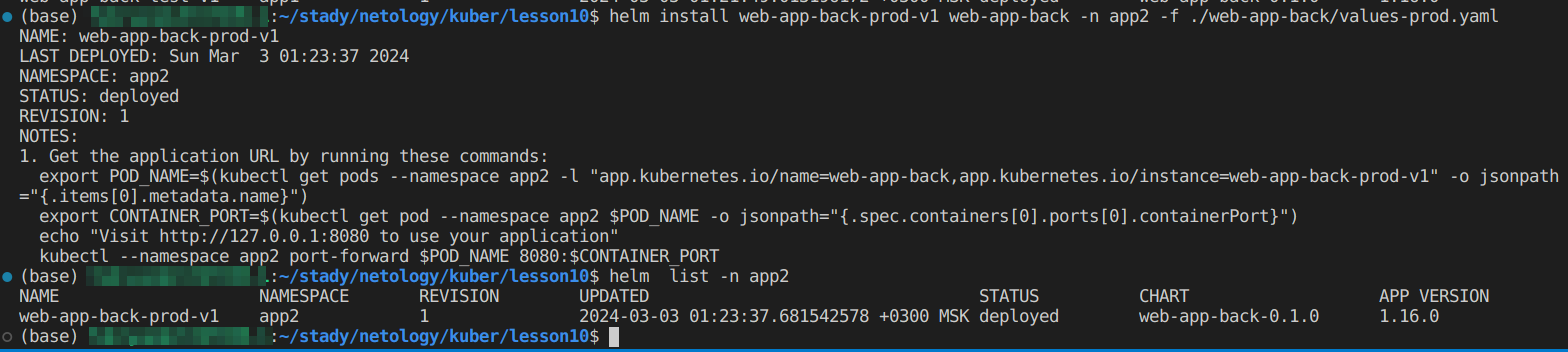 (base) :~/stady/netology/kuber/lesson10$ helm install web-app-back-prod-v1 web-app-back -n app2 -f ./web-app-back/values-prod.yaml
NAME: web-app-back-prod-v1
LAST DEPLOYED: Sun Mar  3 01:23:37 2024
NAMESPACE: app2
STATUS: deployed
REVISION: 1
NOTES:
1. Get the application URL by running these commands:
  export POD_NAME=$(kubectl get pods --namespace app2 -l "app.kubernetes.io/name=web-app-back,app.kubernetes.io/instance=web-app-back-prod-v1" -o jsonpath
="{.items[0].metadata.name}")
  export CONTAINER_PORT=$(kubectl get pod --namespace app2 $POD_NAME -o jsonpath="{.spec.containers[0].ports[0].containerPort}")
  echo "Visit http://127.0.0.1:8080 to use your application"
  kubectl --namespace app2 port-forward $POD_NAME 8080:$CONTAINER_PORT
(base) :~/stady/netology/kuber/lesson10$ helm  list -n app2
NAME                    NAMESPACE       REVISION        UPDATED                                 STATUS          CHART                   APP VERSION
web-app-back-prod-v1    app2            1               2024-03-03 01:23:37.681542578 +0300 MSK deployed        web-app-back-0.1.0      1.16.0
(base) :~/stady/netology/kuber/lesson10$